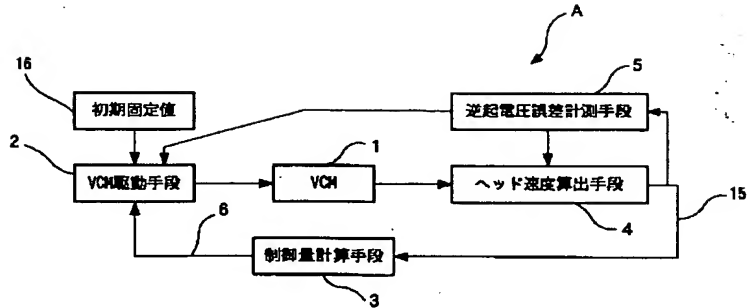 A
16
5
初期固定値
逆起電圧誤差計測手段
2
1
VCM駆動手段
VCM
ヘッド速度算出手段
15
6
4
制御量計算手段
3